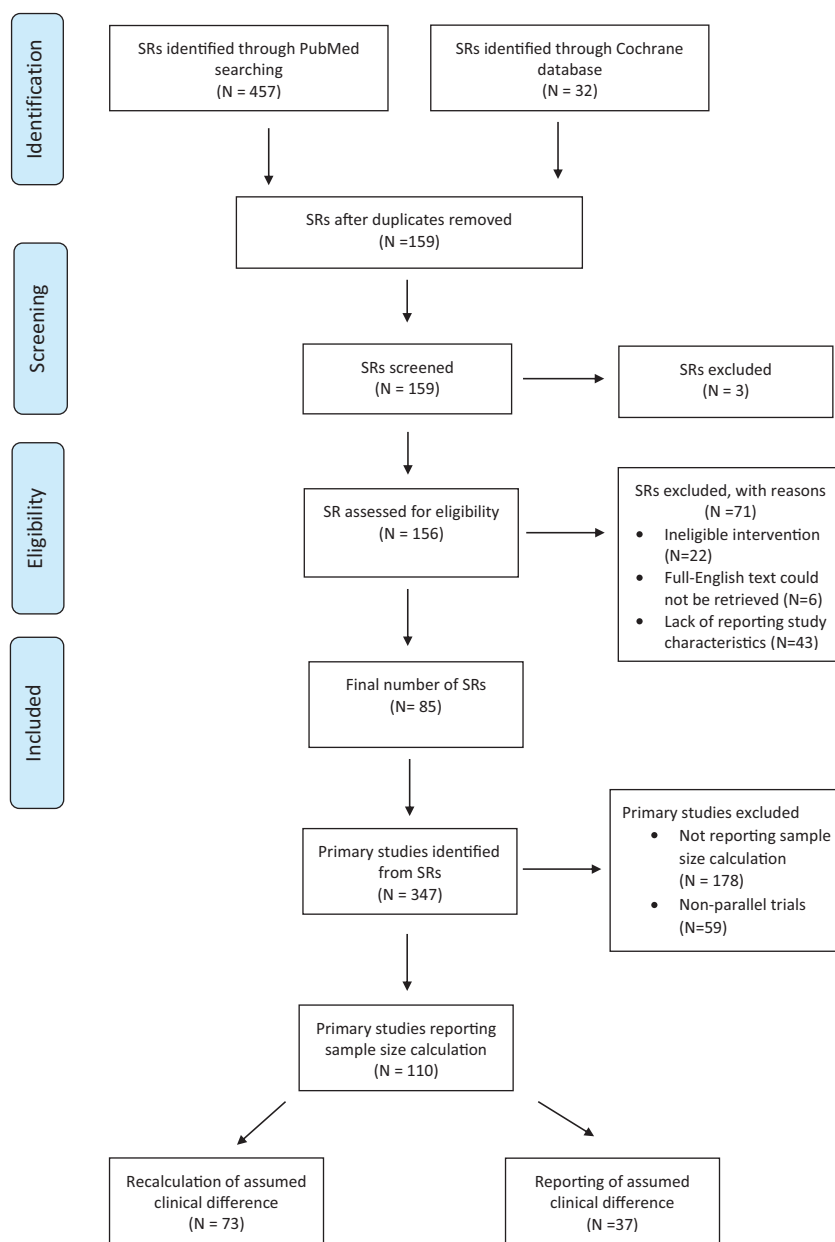 Identification
SRs identified through PubMed
searching
(N = 457)
SRs identified through Cochrane
database
(N = 32)
SRs after duplicates removed
(N =159)
Screening
SRs screened
(N = 159)
SRs excluded
(N = 3)
Eligibility
SR assessed for eligibility
(N = 156)
SRs excluded, with reasons
(N =71)
• Ineligible intervention
(N=22)
• Full-English text could
not be retrieved (N=6)
• Lack of reporting study
characteristics (N=43)
Included
Final number of SRs
(N= 85)
Primary studies identified
from SRs
(N = 347)
Primary studies excluded
• Not reporting sample
size calculation
(N = 178)
• Non-parallel trials
(N=59)
Primary studies reporting
sample size calculation
(N = 110)
Recalculation of assumed
clinical difference
(N = 73)
Reporting of assumed
clinical difference
(N =37)